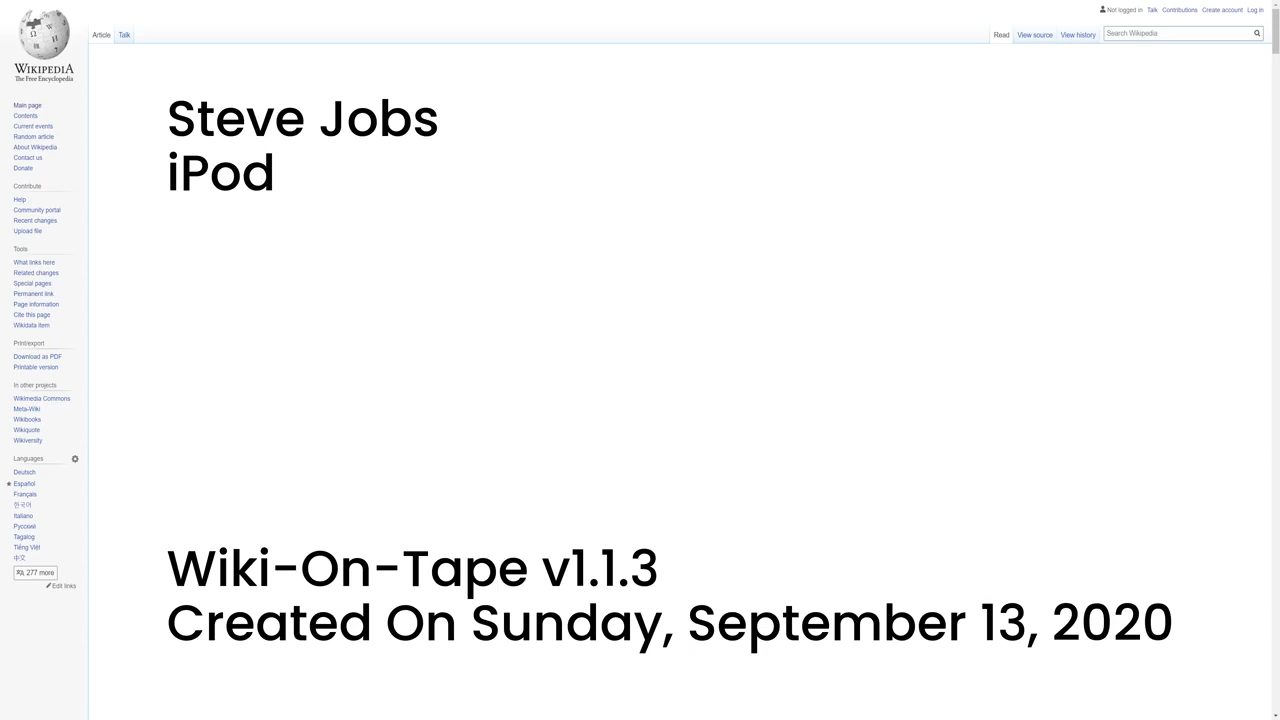 Not logged in Talk Contributions Create account Log in
Article Talk Read View source View history Search Wikipedia
WIKIPEDIA
The Free Encyclopedia
Main page
Contents
Current events
Random article
About Wikipedia
Contact us
Donate
Contribute
Help
Community portal
Recent changes
Upload file
Tools
What links here
Related changes
Special pages
Permanent link
Page information
Cite this page
Wikidata item
Print/export
Download as PDF
Printable version
In other projects
Wikimedia Commons
Meta-Wiki
Wikibooks
Wikiquote
Wikiversity
Languages
Deutsch
Español
Français
한국어
Italiano
Русский
Tagalog
Tiếng Việt
中文
277 more
Edit links
Steve Jobs
iPod
Wiki-On-Tape v1.1.3
Created On Sunday, September 13, 2020